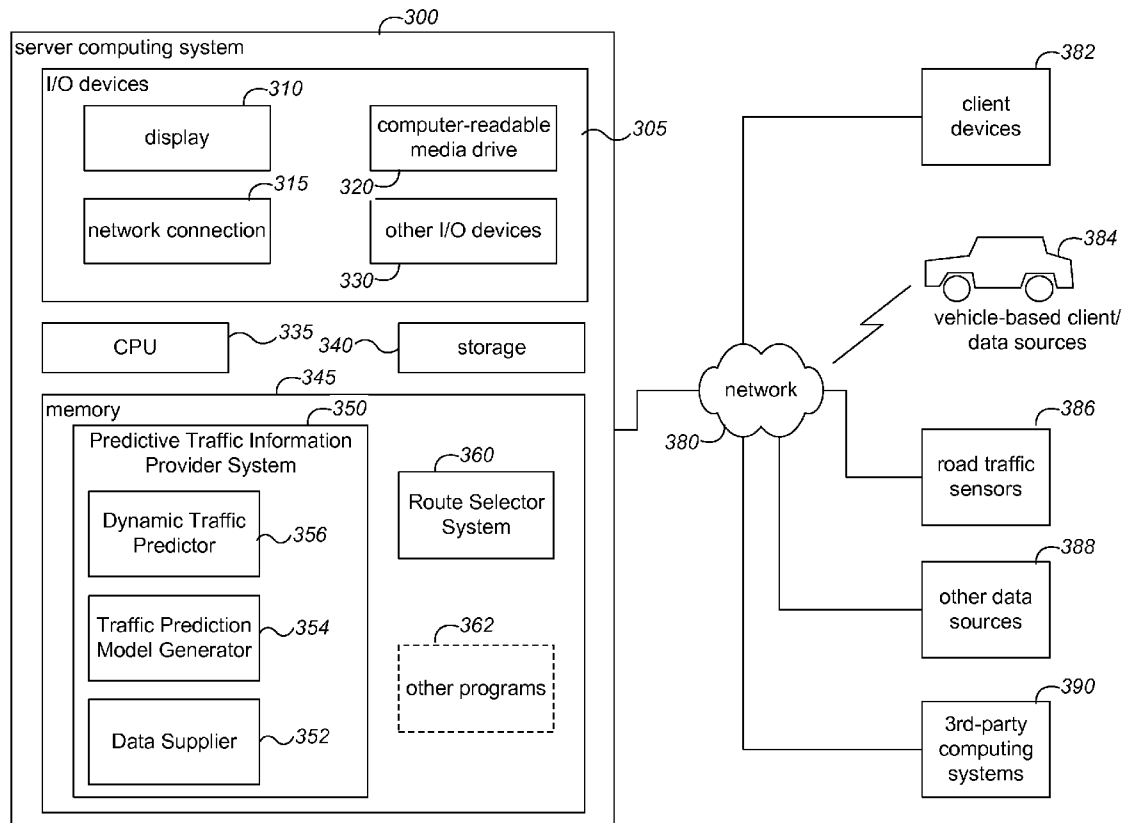 300
server computing system
I/O devices
310
display
computer-readable
media drive
305
320
315
network connection
other I/O devices
330
CPU
335
340
storage
345
memory
350
Predictive Traffic Information
Provider System
Dynamic Traffic
Predictor
356
Traffic Prediction
Model Generator
354
Data Supplier
352
360
Route Selector
System
362
other programs
network
380
382
client
devices
384
vehicle-based client/
data sources
386
road traffic
sensors
388
other data
sources
390
3rd-party
computing
systems